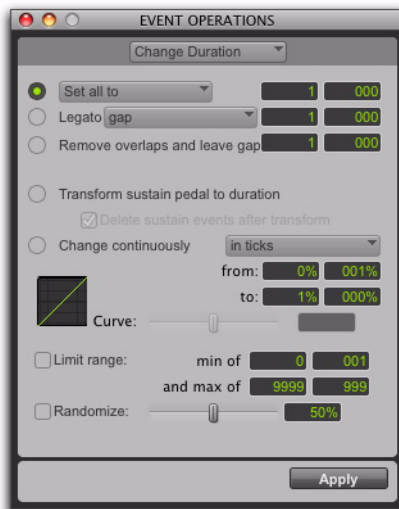 EVENT OPERATIONS
Change Duration
Set all to 1 000
Legato gap 1 000
Remove overlaps and leave gap 1 000
Transform sustain pedal to duration
Delete sustain events after transform
Change continuously in ticks
from: 0% 001%
to: 1% 000%
Curve:
Limit range: min of 0 001
and max of 9999 999
Randomize: 50%
Apply